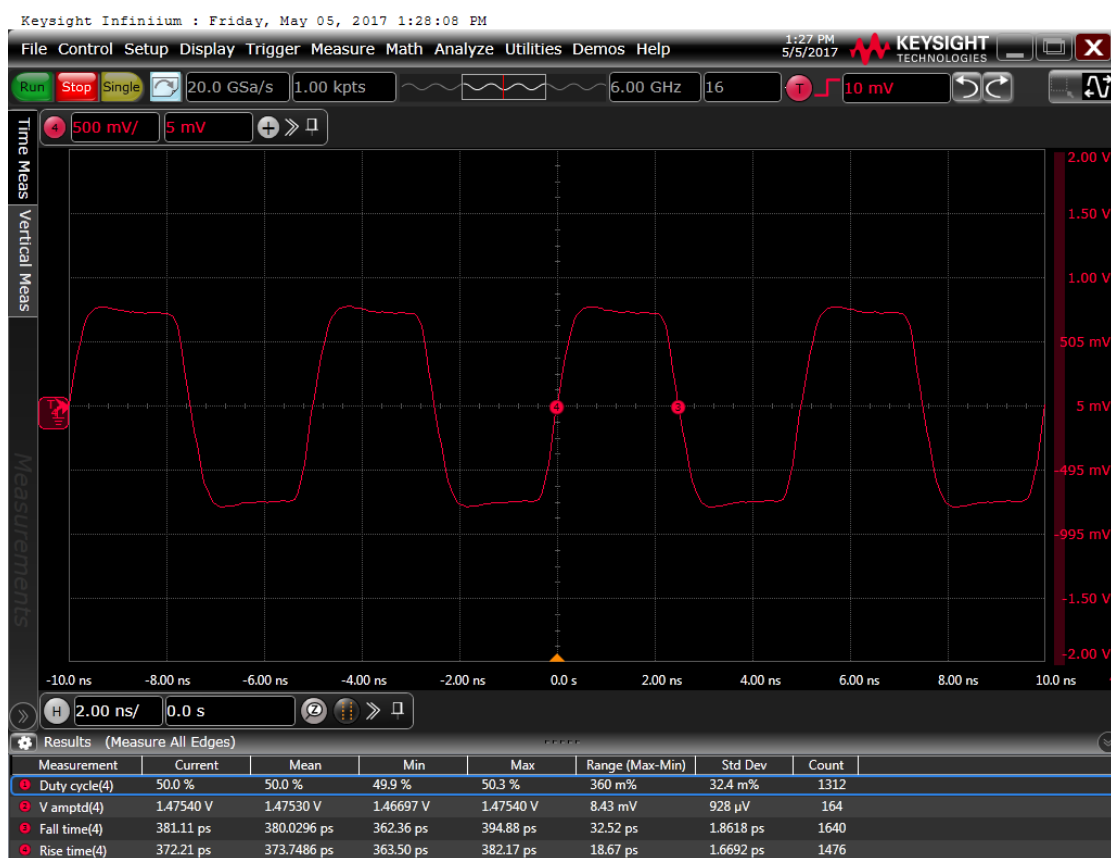 Keysight Infiniium : Friday, May 05, 2017 1:28:08 PM
File Control Setup Display Trigger Measure Math Analyze Utilities Demos Help
1:27 PM
5/5/2017
KEYSIGHT
TECHNOLOGIES
X
Run Stop Single 20.0 GSa/s 1.00 kpts 6.00 GHz 16 T 10 mV
4 500 mV/ 5 mV
Time Meas
Vertical Meas
Measurements
2.00 V
1.50 V
1.00 V
505 mV
5 mV
-495 mV
-995 mV
-1.50 V
-2.00 V
T
4 3
-10.0 ns -8.00 ns -6.00 ns -4.00 ns -2.00 ns 0.0 s 2.00 ns 4.00 ns 6.00 ns 8.00 ns 10.0 ns
H 2.00 ns/ 0.0 s Z
Results (Measure All Edges)
Measurement Current Mean Min Max Range (Max-Min) Std Dev Count
1 Duty cycle(4) 50.0 % 50.0 % 49.9 % 50.3 % 360 m% 32.4 m% 1312
2 V amptd(4) 1.47540 V 1.47530 V 1.46697 V 1.47540 V 8.43 mV 928 µV 164
3 Fall time(4) 381.11 ps 380.0296 ps 362.36 ps 394.88 ps 32.52 ps 1.8618 ps 1640
4 Rise time(4) 372.21 ps 373.7486 ps 363.50 ps 382.17 ps 18.67 ps 1.6692 ps 1476